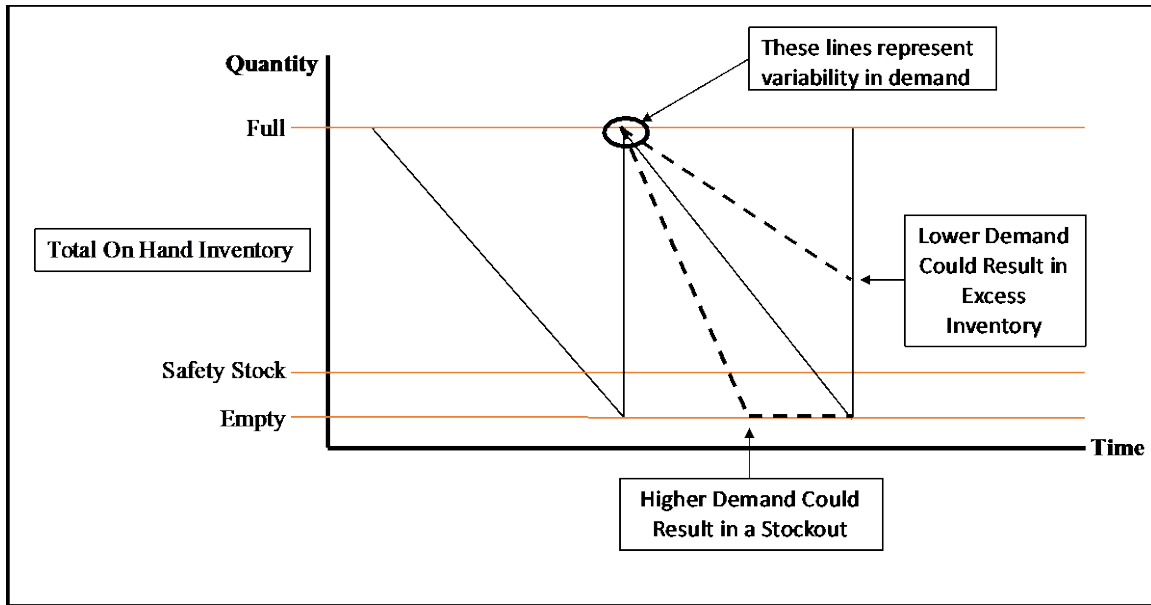 These lines represent
variability in demand
Quantity
Full
Total On Hand Inventory
Lower Demand
Could Result in
Excess
Inventory
Safety Stock
Empty
Time
Higher Demand Could
Result in a Stockout